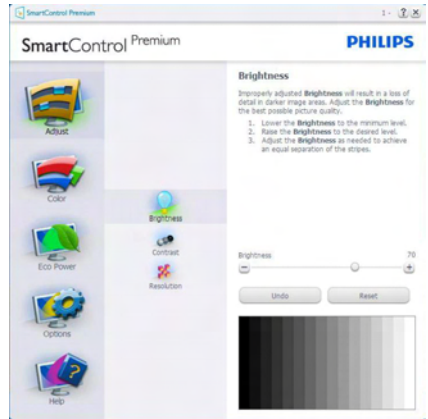 SmartControl Premium
1 - ? X
SmartControl Premium
PHILIPS
Adjust
Color
Eco Power
Options
Help
Brightness
Contrast
Resolution
Brightness
Improperly adjusted Brightness will result in a loss of
detail in darker image areas. Adjust the Brightness for
the best possible picture quality.
1. Lower the Brightness to the minimum level.
2. Raise the Brightness to the desired level.
3. Adjust the Brightness as needed to achieve
an equal separation of the stripes.
Brightness 70
Undo Reset